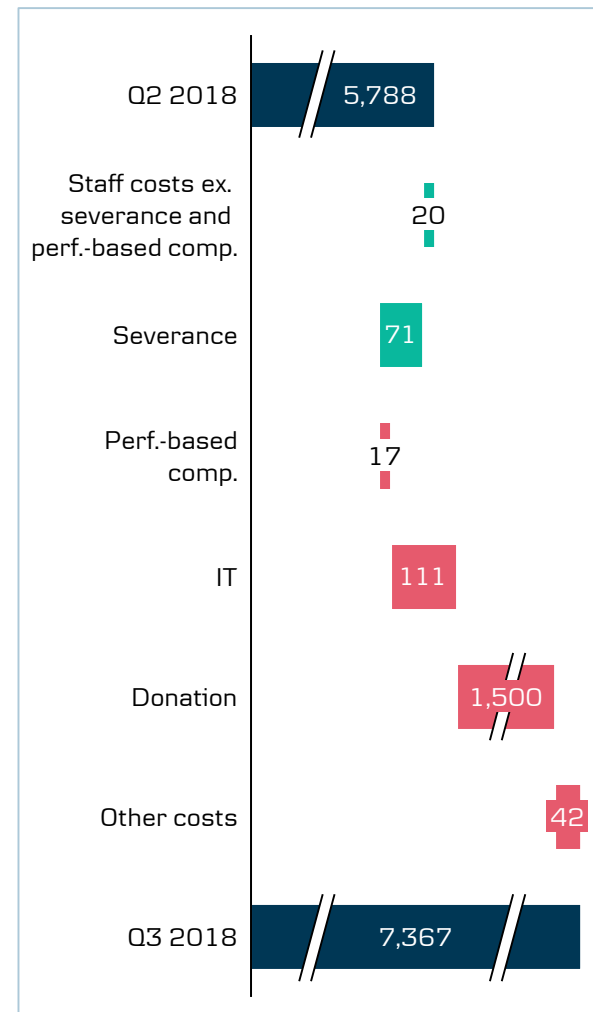 Q2 2018
5,788
Staff costs ex.
severance and
perf.-based comp.
20
Severance
71
Perf.-based
comp.
17
IT
111
Donation
1,500
Other costs
42
Q3 2018
7,367